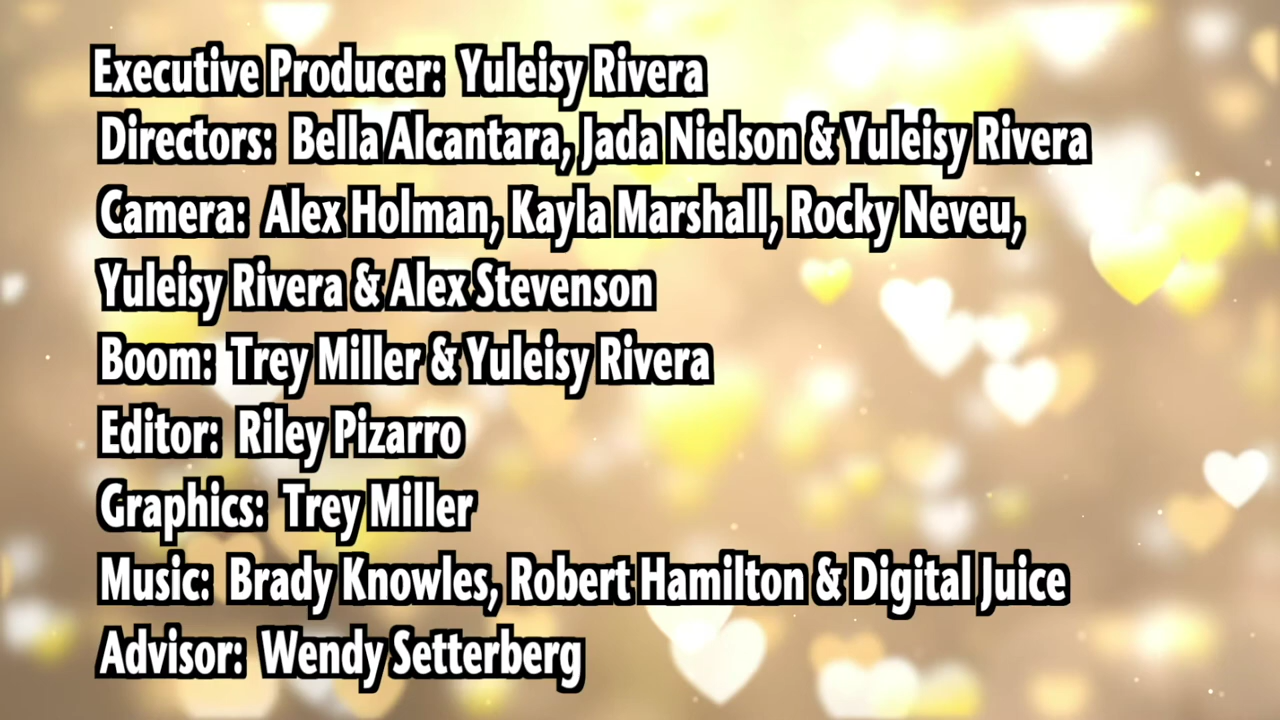 Executive Producer:  Yuleisy Rivera
Directors:  Bella Alcantara, Jada Nielson & Yuleisy Rivera
Camera:  Alex Holman, Kayla Marshall, Rocky Neveu,
Yuleisy Rivera & Alex Stevenson
Boom:  Trey Miller & Yuleisy Rivera
Editor:  Riley Pizarro
Graphics:  Trey Miller
Music:  Brady Knowles, Robert Hamilton & Digital Juice
Advisor:  Wendy Setterberg